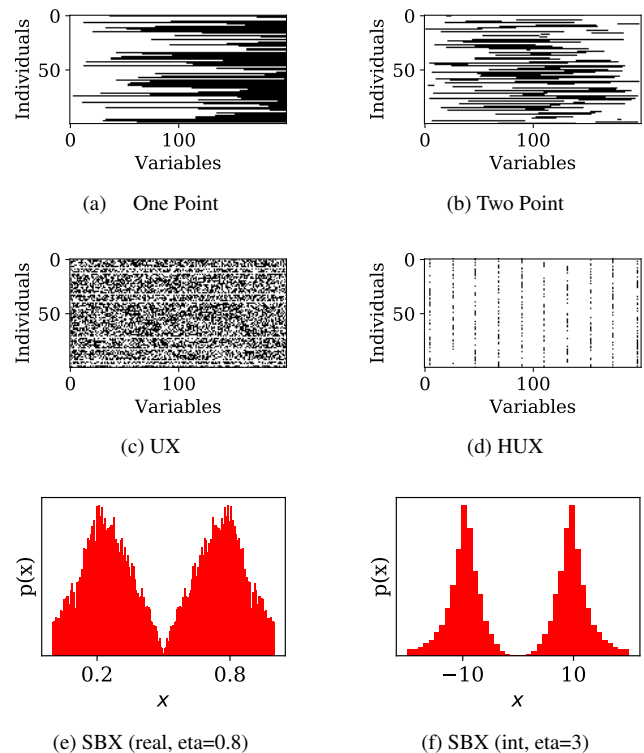 Individuals
0
50
0
100
Variables
(a) One Point
Individuals
0
50
0
100
Variables
(b) Two Point
Individuals
0
50
0
100
Variables
(c) UX
Individuals
0
50
0
100
Variables
(d) HUX
p(x)
0.2
0.8
x
(e) SBX (real, eta=0.8)
p(x)
−10
10
x
(f) SBX (int, eta=3)